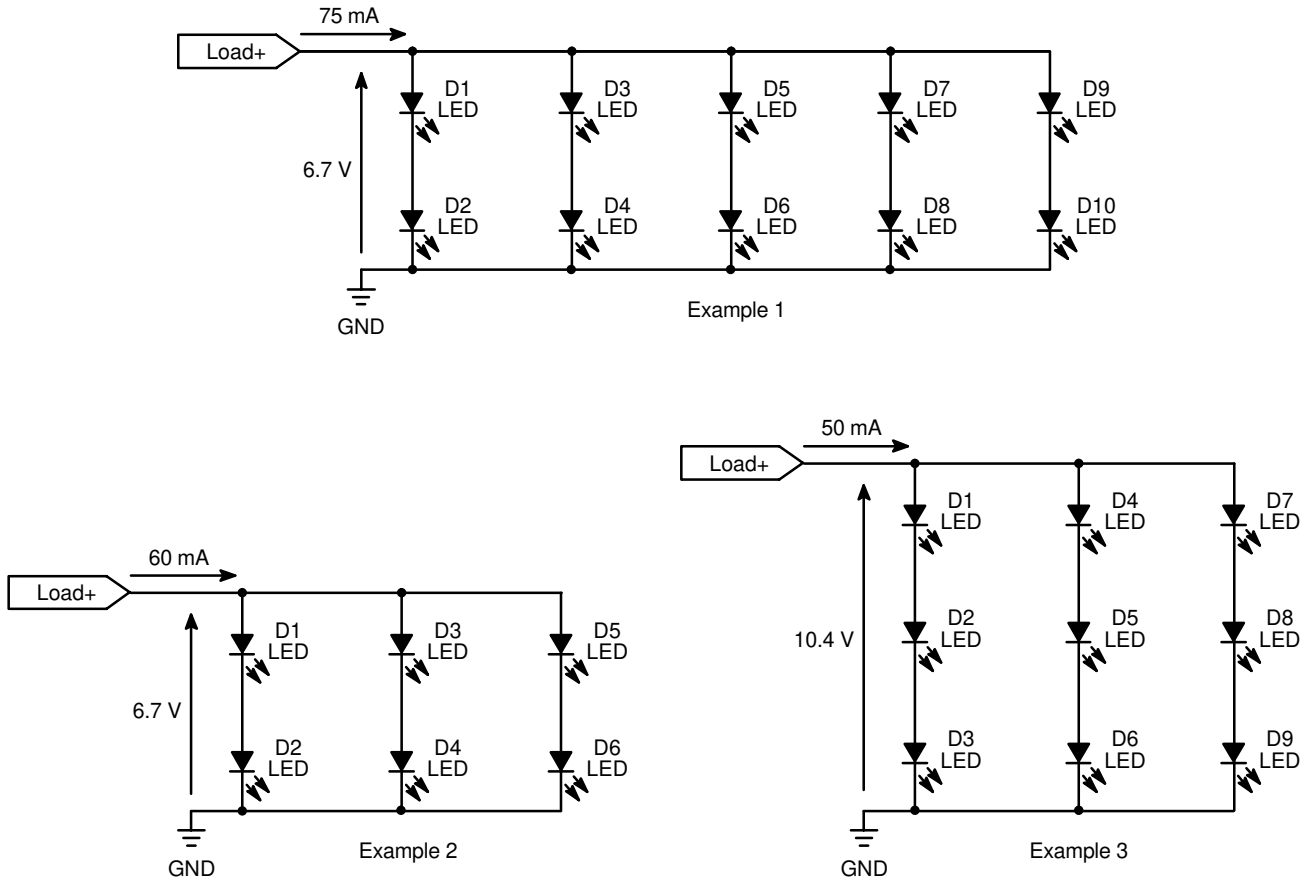 75 mA
Load+
6.7 V
D1
LED
D3
LED
D5
LED
D7
LED
D9
LED
D2
LED
D4
LED
D6
LED
D8
LED
D10
LED
GND
Example 1
60 mA
Load+
6.7 V
D1
LED
D3
LED
D5
LED
D2
LED
D4
LED
D6
LED
GND
Example 2
50 mA
Load+
10.4 V
D1
LED
D4
LED
D7
LED
D2
LED
D5
LED
D8
LED
D3
LED
D6
LED
D9
LED
GND
Example 3